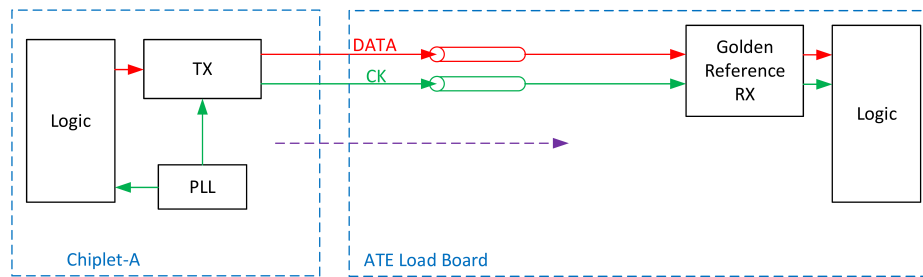 Logic
TX
PLL
Chiplet-A
DATA
CK
Golden
Reference
RX
Logic
ATE Load Board